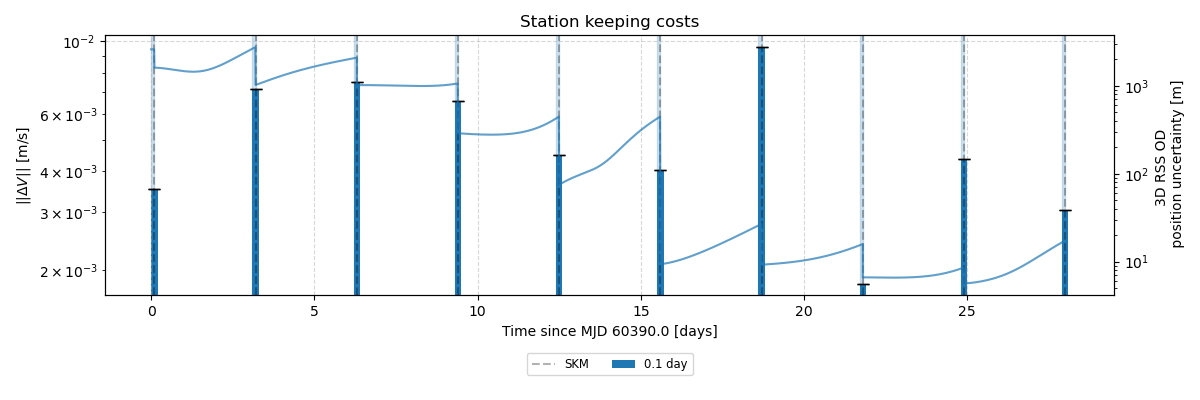 Station keeping costs
||ΔV|| [m/s]
10⁻²
6 × 10⁻³
4 × 10⁻³
3 × 10⁻³
2 × 10⁻³
10³
10²
10¹
3D RSS OD
position uncertainty [m]
0 5 10 15 20 25
Time since MJD 60390.0 [days]
SKM 0.1 day